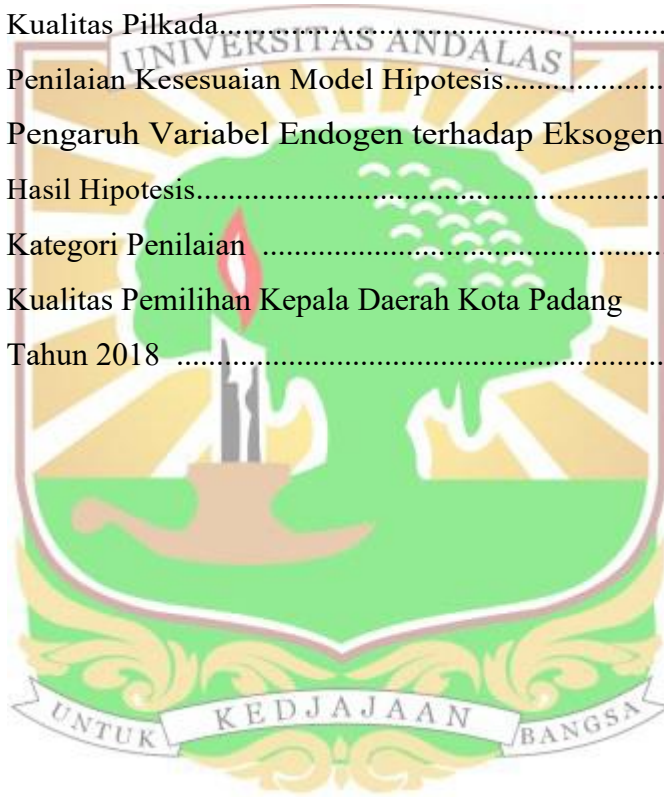 Kualitas Pilkada.......................................................
UNIVERSITAS ANDALAS
Penilaian Kesesuaian Model Hipotesis...................
Pengaruh Variabel Endogen terhadap Eksogen
Hasil Hipotesis.........................................................
Kategori Penilaian ................................................
Kualitas Pemilihan Kepala Daerah Kota Padang
Tahun 2018 ...........................................................
UNTUK KEDJAJAAN BANGSA